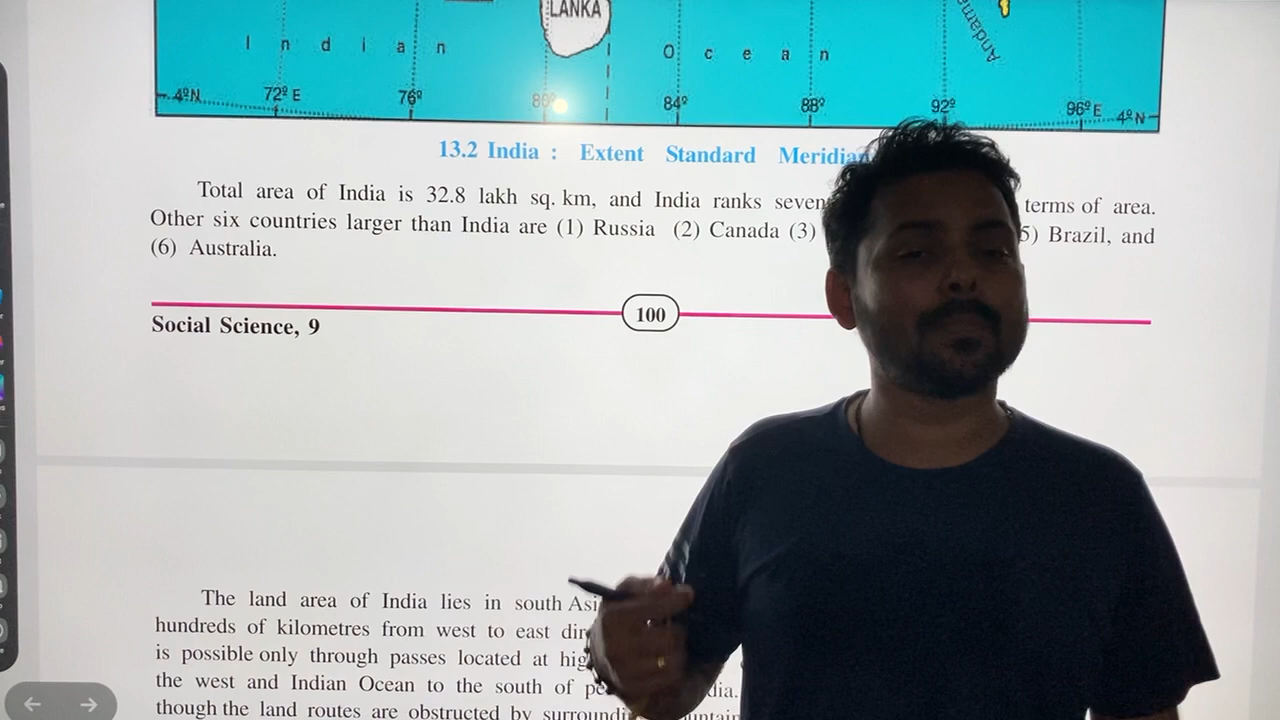 LANKA
Indian Ocean
4ºN 72º E 76º 80º 84º 88º 92º 96º E 4º N
13.2 India : Extent Standard Meridian
Total area of India is 32.8 lakh sq. km, and India ranks seven terms of area.
Other six countries larger than India are (1) Russia (2) Canada (3) 5) Brazil, and
(6) Australia.
100
Social Science, 9
The land area of India lies in south Asi
hundreds of kilometres from west to east dir
is possible only through passes located at hig
the west and Indian Ocean to the south of pe dia.
though the land routes are obstructed by surroundi untain